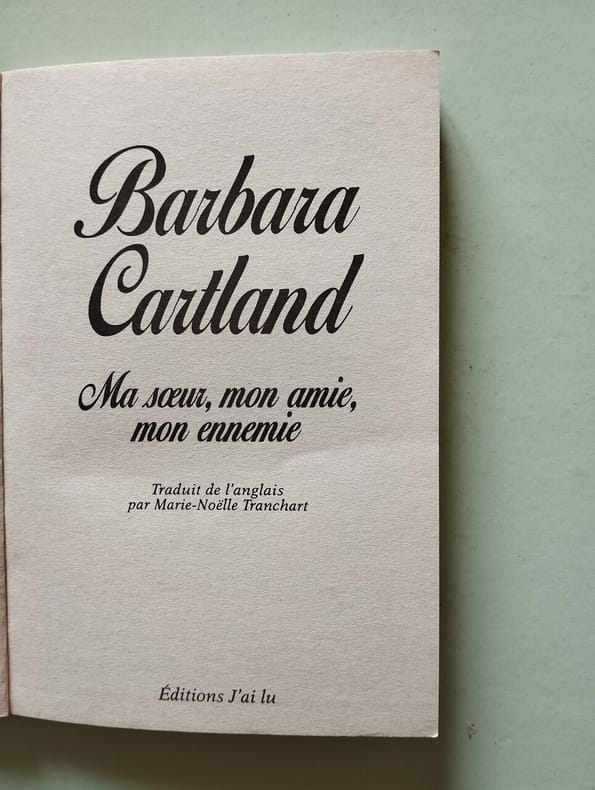 Barbara
Cartland
Ma sœur, mon amie,
mon ennemie
Traduit de l'anglais
par Marie-Noëlle Tranchart
Éditions J'ai lu